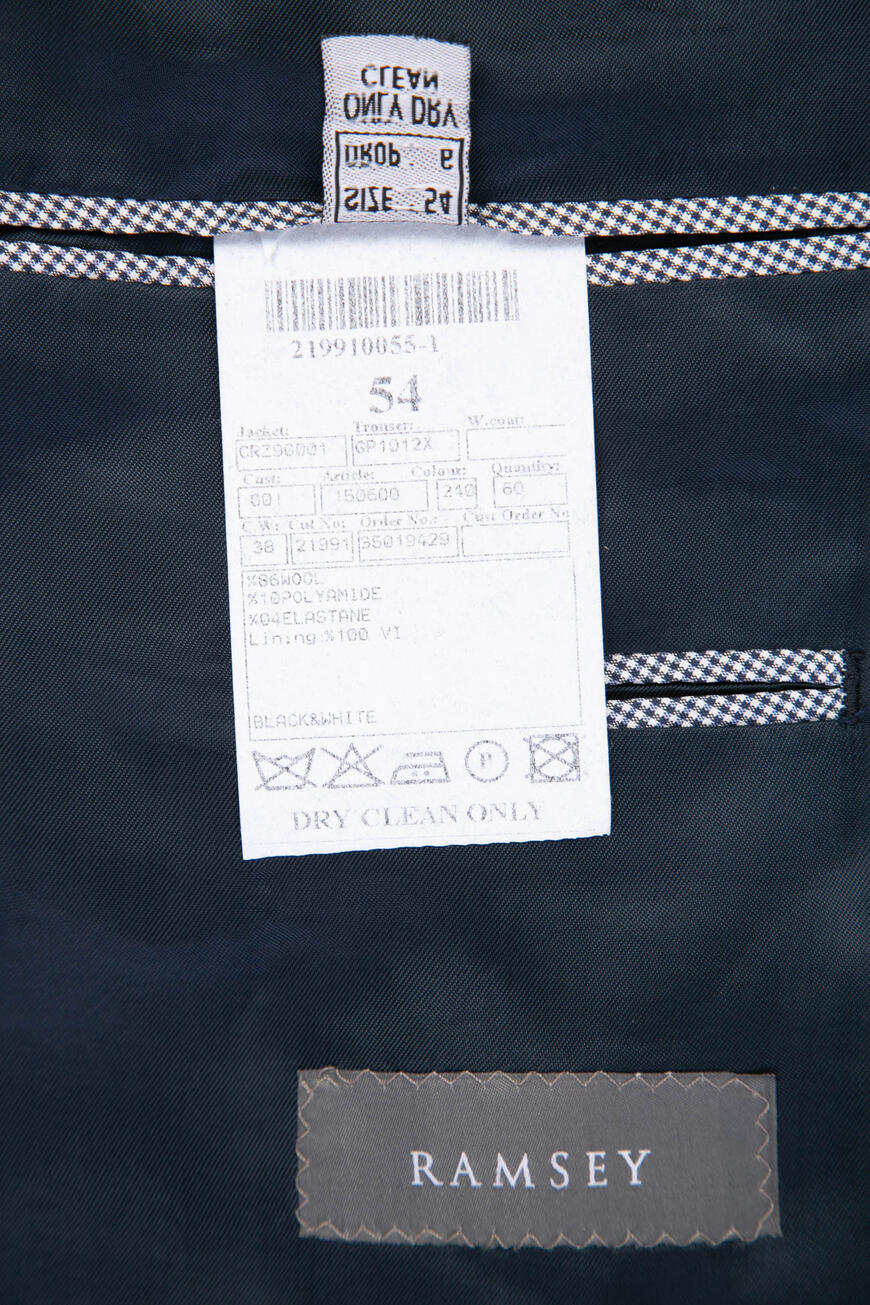 CLEAN
ONLY DRY
DROP : 6
SIZE : 54
219910055-1
54
Jacket: Trouser: W.coat:
CRZ90001 GP1012X
Cust: Article: Colour: Quantity:
001 150600 240 60
C.W: Cut No: Order No.: Cust Order No
38 21991 35019429
%86WOOL
%10POLYAMIDE
%04ELASTANE
Lining:%100 VI
BLACK&WHITE
P
DRY CLEAN ONLY
RAMSEY